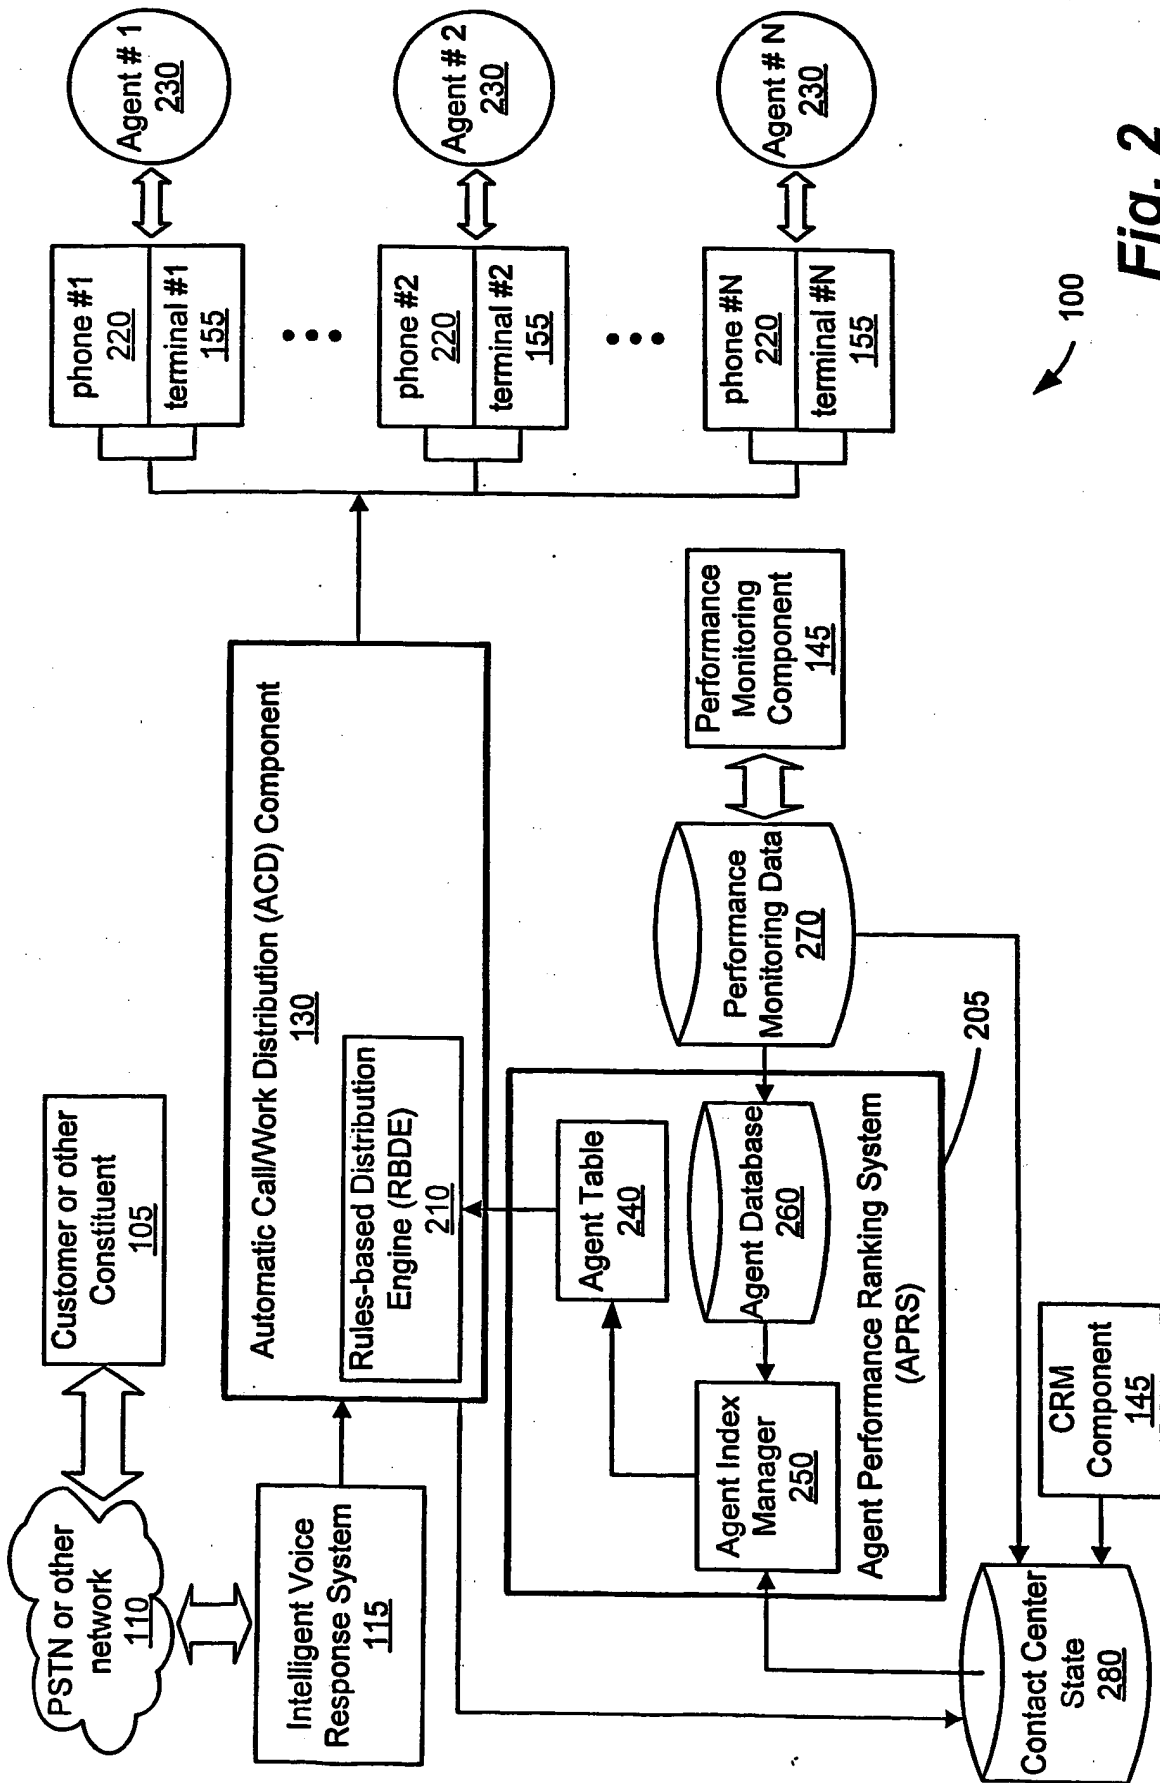 PSTN or other
network
110
Customer or other
Constituent
105
Intelligent Voice
Response System
115
Automatic Call/Work Distribution (ACD) Component
130
Rules-based Distribution
Engine (RBDE)
210
phone #1
220
terminal #1
155
Agent # 1
230
phone #2
220
terminal #2
155
Agent # 2
230
phone #N
220
terminal #N
155
Agent # N
230
Agent Table
240
Agent Index
Manager
250
Agent Database
260
Agent Performance Ranking System
(APRS)
205
Performance
Monitoring Data
270
Performance
Monitoring
Component
145
Contact Center
State
280
CRM
Component
145
100
Fig. 2